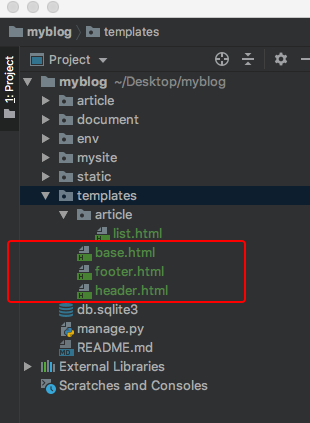 myblog templates
1: Project
Project
myblog ~/Desktop/myblog
article
document
env
mysite
static
templates
article
list.html
base.html
footer.html
header.html
db.sqlite3
manage.py
README.md
External Libraries
Scratches and Consoles